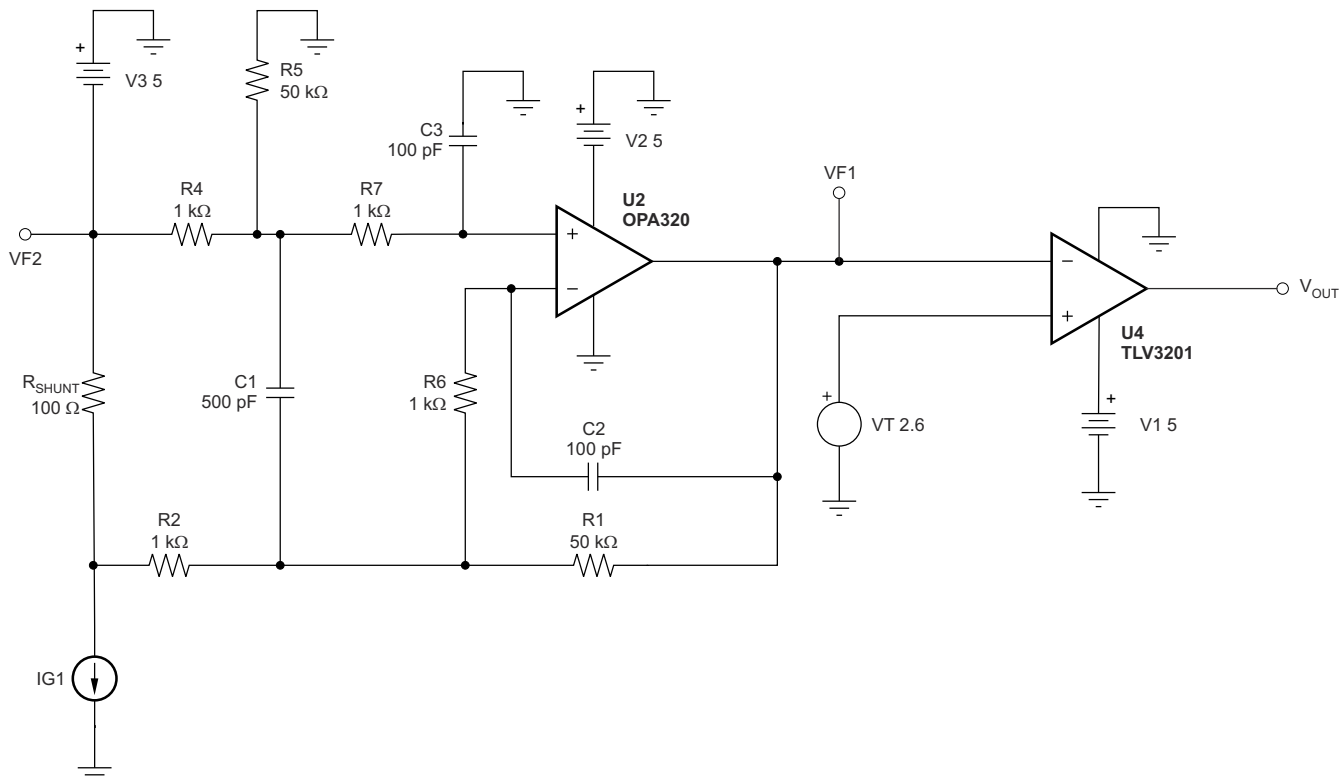 +
V3 5
R5
50 kΩ
C3
100 pF
+
V2 5
R4
1 kΩ
R7
1 kΩ
U2
OPA320
VF1
VF2
+
−
−
+
U4
TLV3201
VOUT
RSHUNT
100 Ω
C1
500 pF
R6
1 kΩ
C2
100 pF
+
VT 2.6
+
V1 5
R2
1 kΩ
R1
50 kΩ
IG1